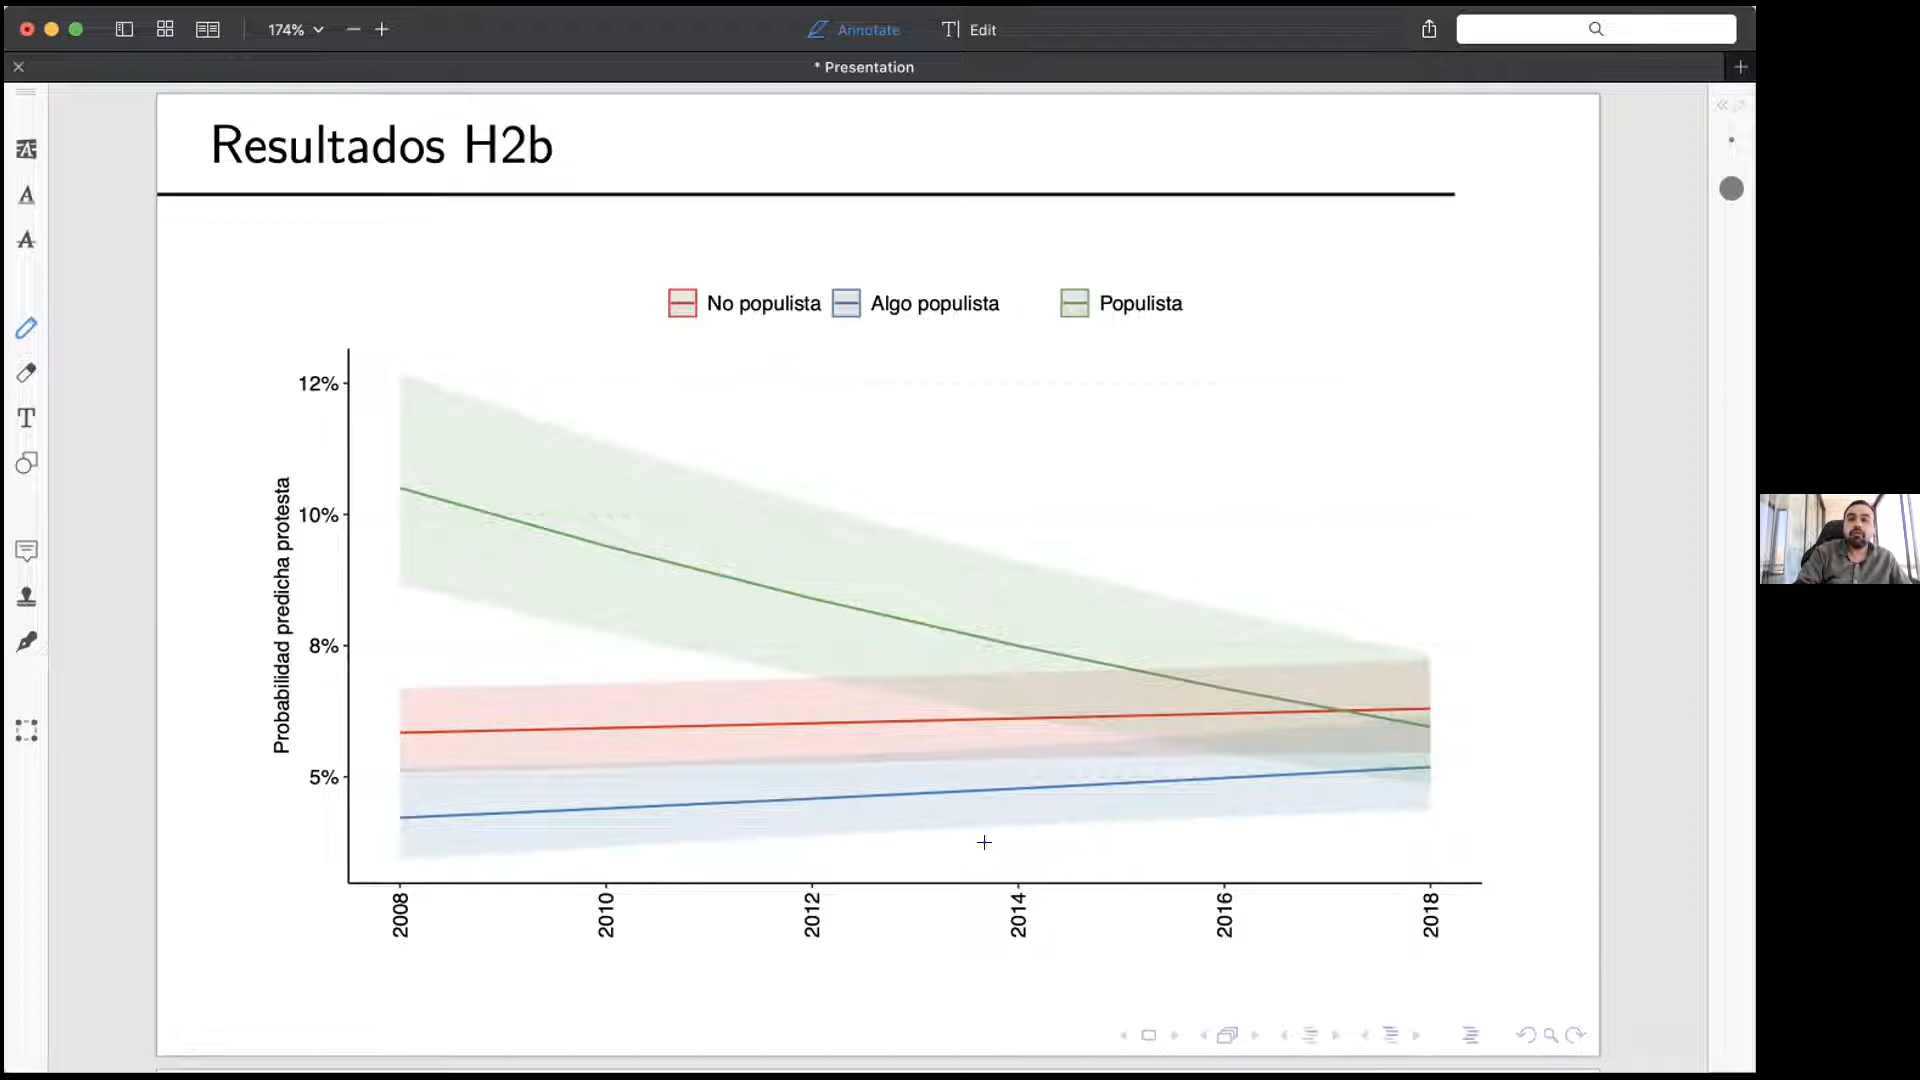 174%
Annotate
Edit
* Presentation
Resultados H2b
No populista
Algo populista
Populista
Probabilidad predicha protesta
12%
10%
8%
5%
2008
2010
2012
2014
2016
2018